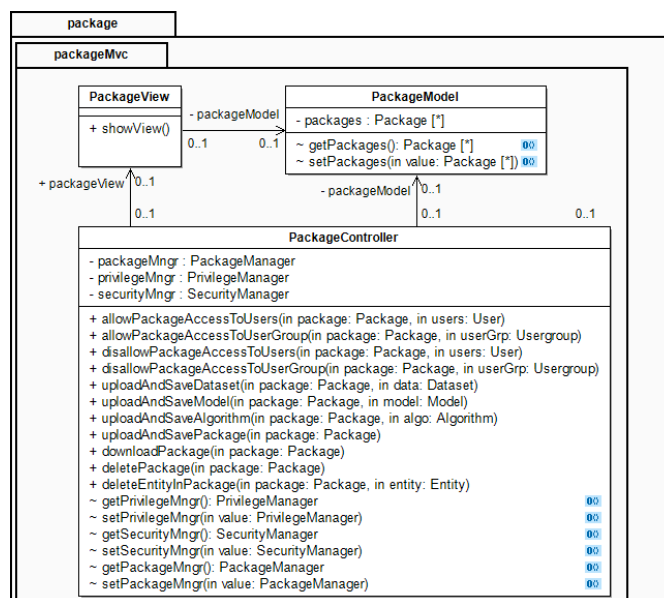 package
packageMvc
PackageView
+ showView()
- packageModel
0..1
0..1
PackageModel
- packages : Package [*]
~ getPackages(): Package [*]
~ setPackages(in value: Package [*])
+ packageView
0..1
0..1
- packageModel
0..1
0..1
0..1
PackageController
- packageMngr : PackageManager
- privilegeMngr : PrivilegeManager
- securityMngr : SecurityManager
+ allowPackageAccessToUsers(in package: Package, in users: User)
+ allowPackageAccessToUserGroup(in package: Package, in userGrp: Usergroup)
+ disallowPackageAccessToUsers(in package: Package, in users: User)
+ disallowPackageAccessToUserGroup(in package: Package, in userGrp: Usergroup)
+ uploadAndSaveDataset(in package: Package, in data: Dataset)
+ uploadAndSaveModel(in package: Package, in model: Model)
+ uploadAndSaveAlgorithm(in package: Package, in algo: Algorithm)
+ uploadAndSavePackage(in package: Package)
+ downloadPackage(in package: Package)
+ deletePackage(in package: Package)
+ deleteEntityInPackage(in package: Package, in entity: Entity)
~ getPrivilegeMngr(): PrivilegeManager
~ setPrivilegeMngr(in value: PrivilegeManager)
~ getSecurityMngr(): SecurityManager
~ setSecurityMngr(in value: SecurityManager)
~ getPackageMngr(): PackageManager
~ setPackageMngr(in value: PackageManager)